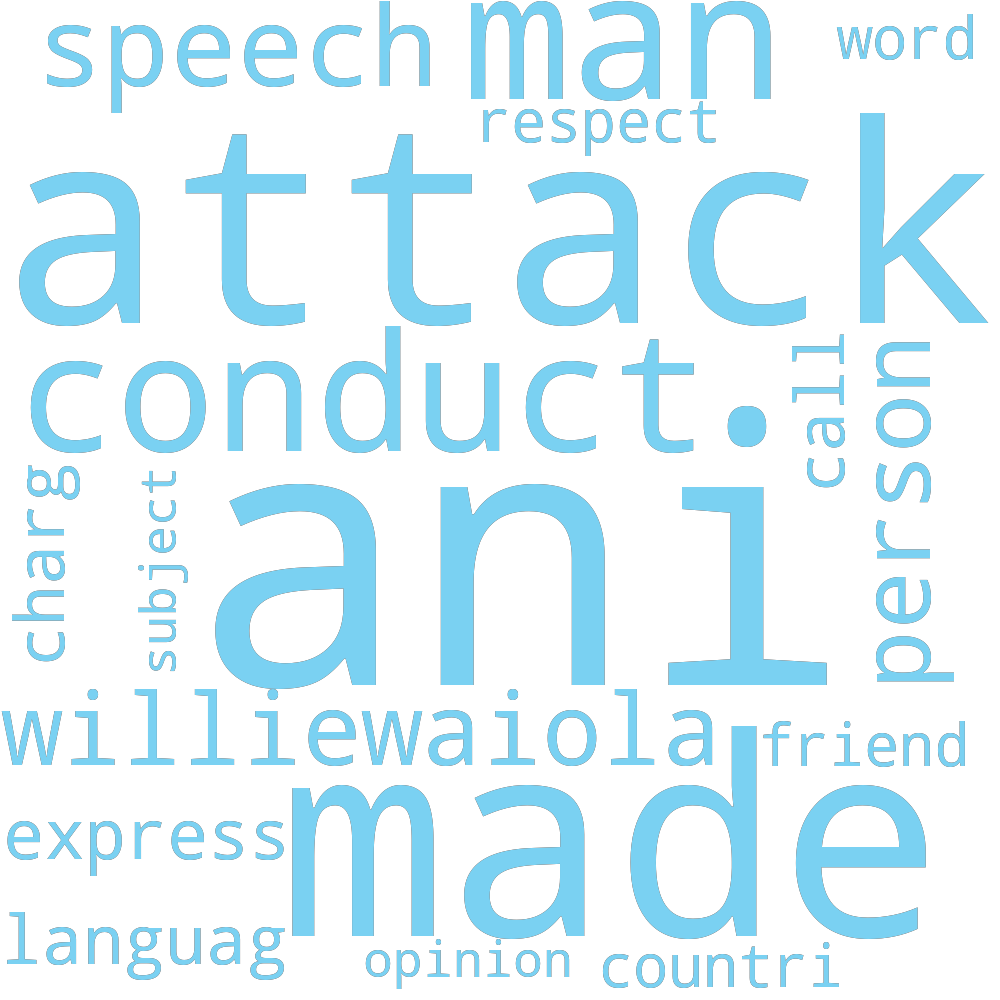 speech
man
word
respect
attack
conduct
call
person
charg
subject
ani
williewaiola
friend
made
express
languag
opinion
countri